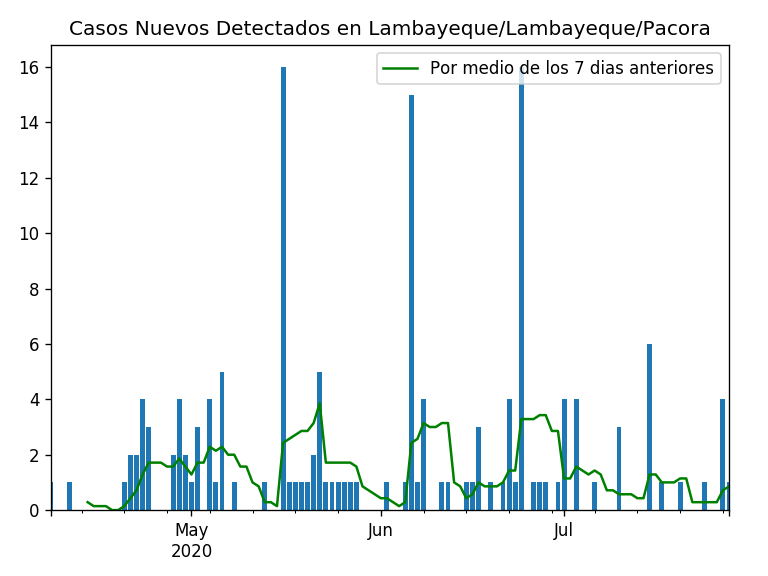 Casos Nuevos Detectados en Lambayeque/Lambayeque/Pacora
Por medio de los 7 dias anteriores
16
14
12
10
8
6
4
2
0
May
2020
Jun
Jul